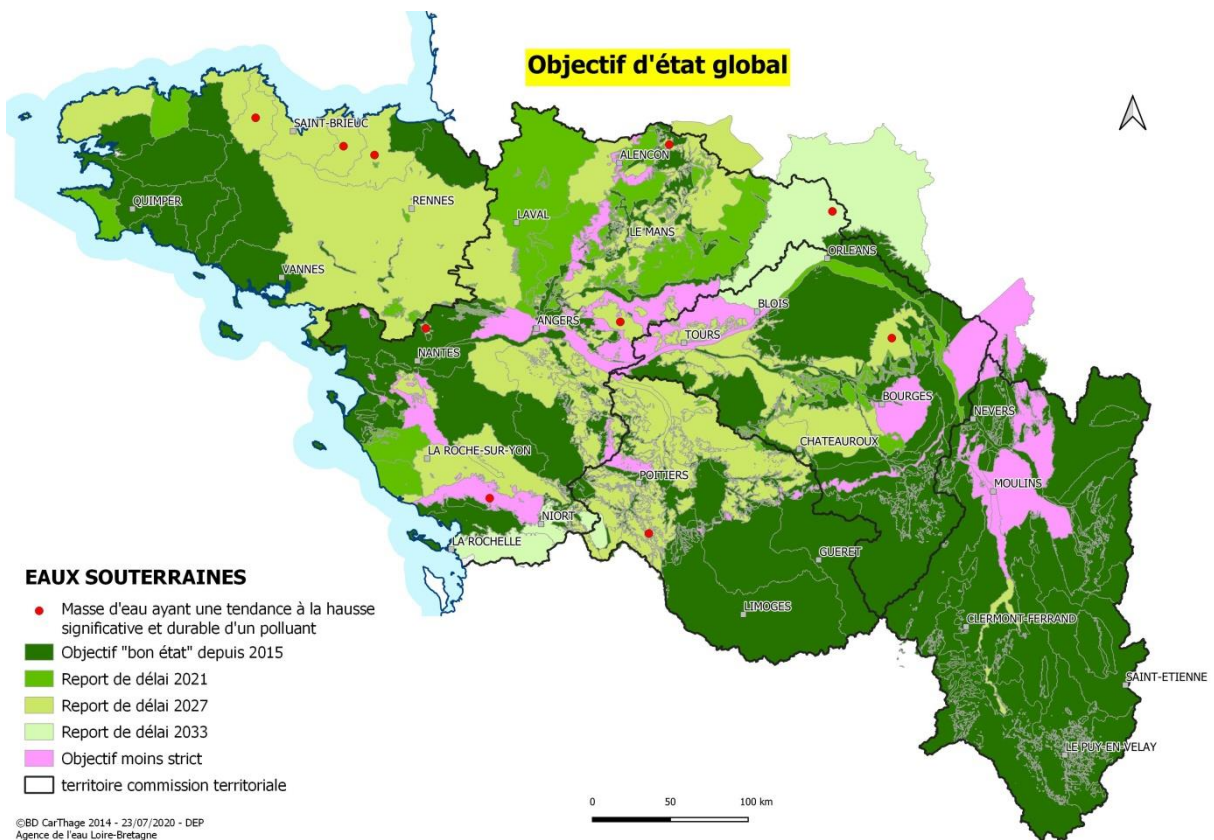 Objectif d'état global
SAINT-BRIEUC
ALENCON
QUIMPER
RENNES
LAVAL
LE MANS
ORLEANS
VANNES
BLOIS
ANGERS
TOURS
NANTES
BOURGES
NEVERS
CHATEAUROUX
LA ROCHE-SUR-YON
POITIERS
MOULINS
NIORT
LA ROCHELLE
GUERET
LIMOGES
CLERMONT-FERRAND
SAINT-ETIENNE
LE PUY-EN-VELAY
EAUX SOUTERRAINES
Masse d'eau ayant une tendance à la hausse
significative et durable d'un polluant
Objectif "bon état" depuis 2015
Report de délai 2021
Report de délai 2027
Report de délai 2033
Objectif moins strict
territoire commission territoriale
0 50 100 km
©BD CarThage 2014 - 23/07/2020 - DEP
Agence de l'eau Loire-Bretagne